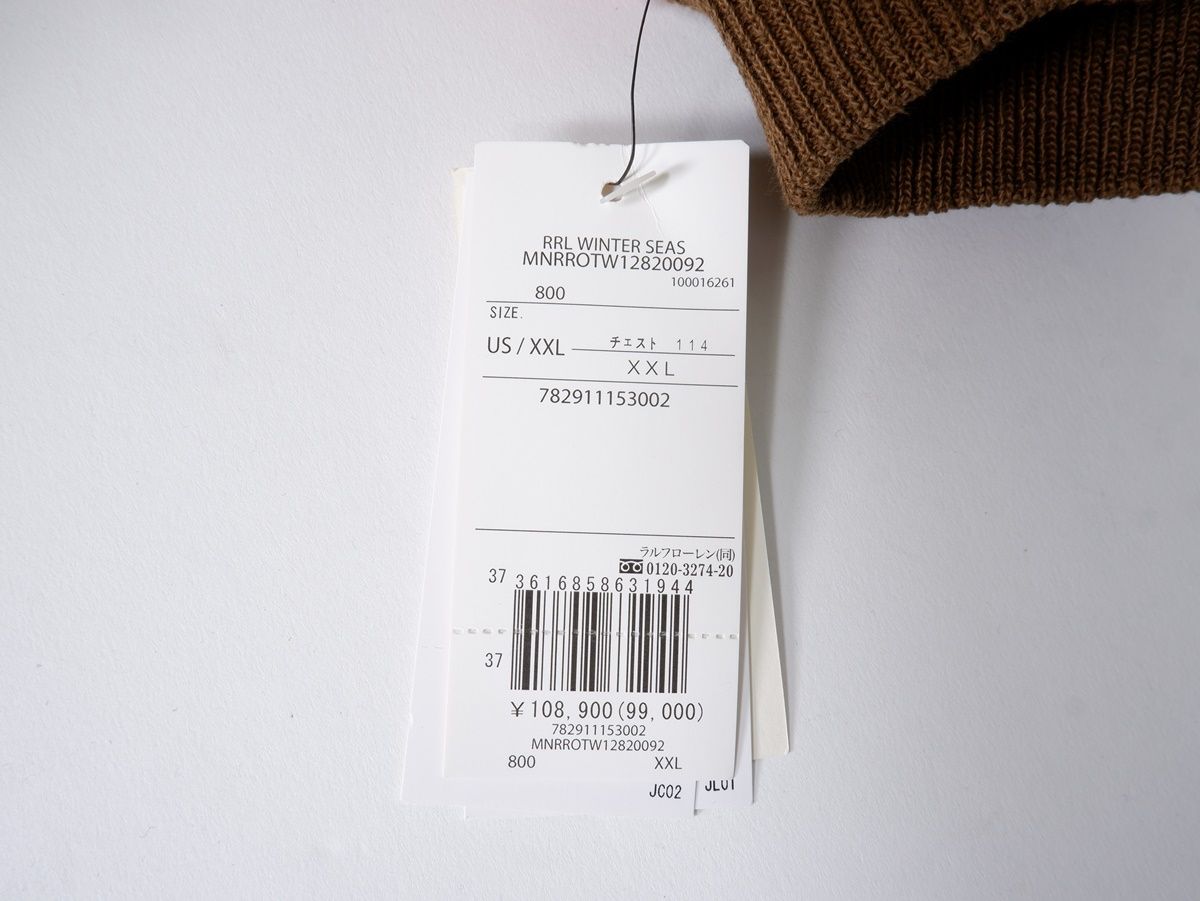 RRL WINTER SEAS
MNRROTW12820092
100016261
800
SIZE.
US / XXL チェスト 114
XXL
782911153002
ラルフローレン(同)
0120-3274-20
37 3616858631944
37
¥108,900(99,000)
782911153002
MNRROTW12820092
800 XXL
JC02 JL01